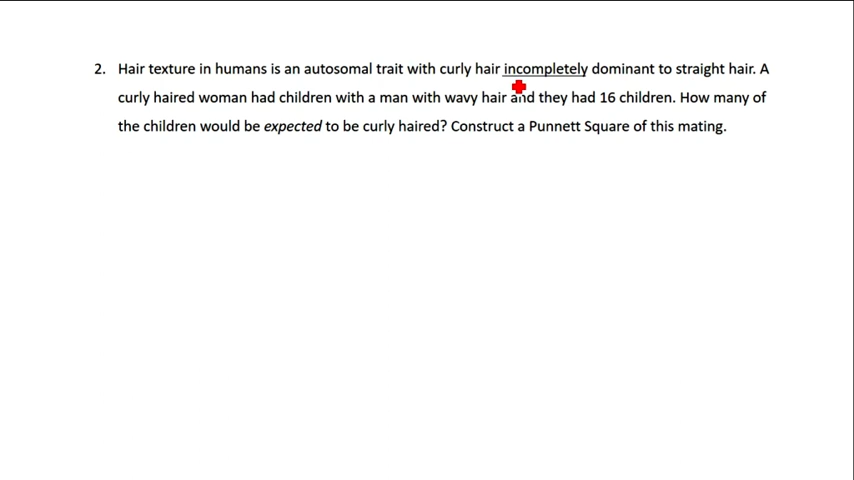 2. Hair texture in humans is an autosomal trait with curly hair incompletely dominant to straight hair. A
curly haired woman had children with a man with wavy hair and they had 16 children. How many of
the children would be expected to be curly haired? Construct a Punnett Square of this mating.